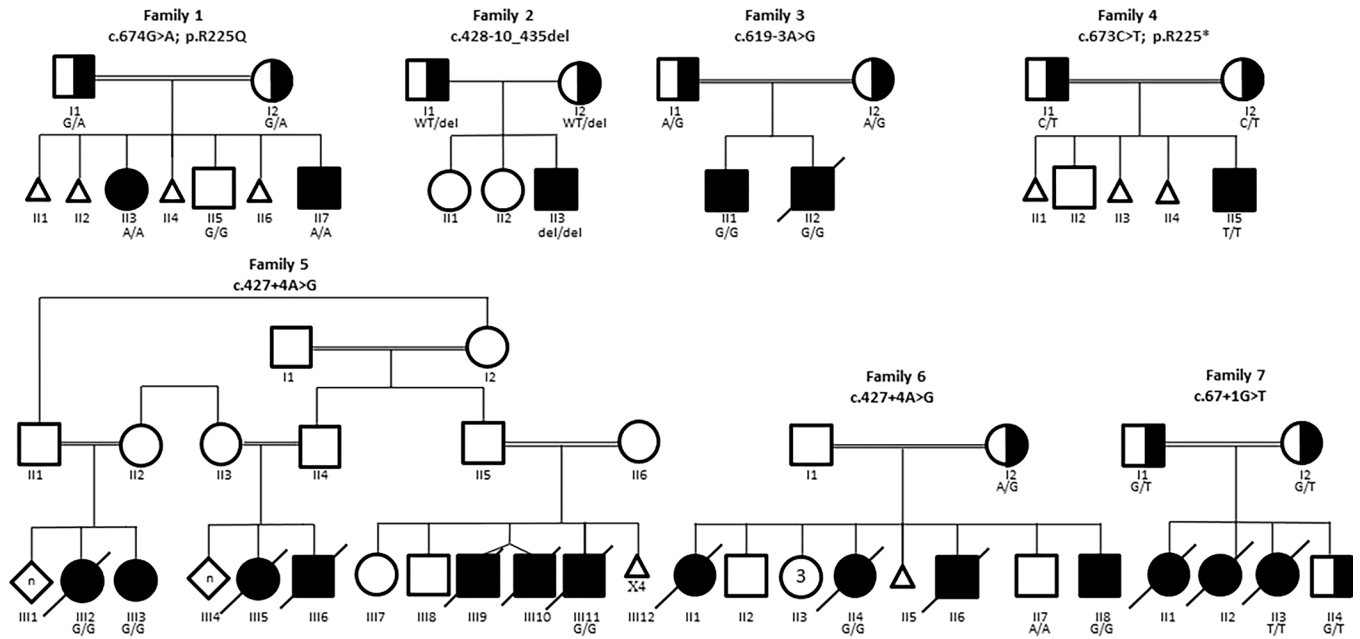 Family 1
c.674G>A; p.R225Q
I1
G/A
I2
G/A
II1
II2
II3
A/A
II4
II5
G/G
II6
II7
A/A
Family 2
c.428-10_435del
I1
WT/del
I2
WT/del
II1
II2
II3
del/del
Family 3
c.619-3A>G
I1
A/G
I2
A/G
II1
G/G
II2
G/G
Family 4
c.673C>T; p.R225*
I1
C/T
I2
C/T
II1
II2
II3
II4
II5
T/T
Family 5
c.427+4A>G
I1
I2
II1
II2
II3
II4
II5
II6
n
III1
III2
G/G
III3
G/G
n
III4
III5
III6
III7
III8
III9
III10
III11
G/G
X4
III12
Family 6
c.427+4A>G
I1
I2
A/G
II1
II2
3
II3
II4
G/G
II5
II6
II7
A/A
II8
G/G
Family 7
c.67+1G>T
I1
G/T
I2
G/T
II1
II2
II3
T/T
II4
G/T